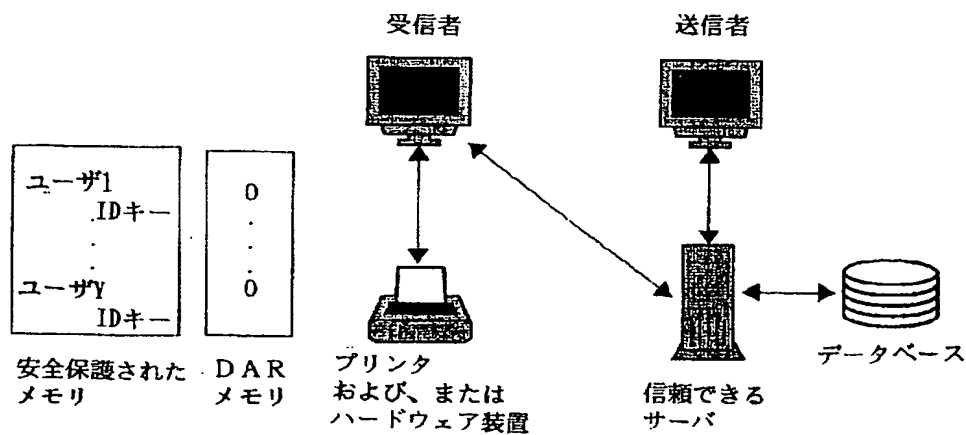 受信者
送信者
ユーザ1
IDキー
ユーザY
IDキー
0
0
安全保護された
メモリ
DAR
メモリ
プリンタ
および、または
ハードウェア装置
信頼できる
サーバ
データベース